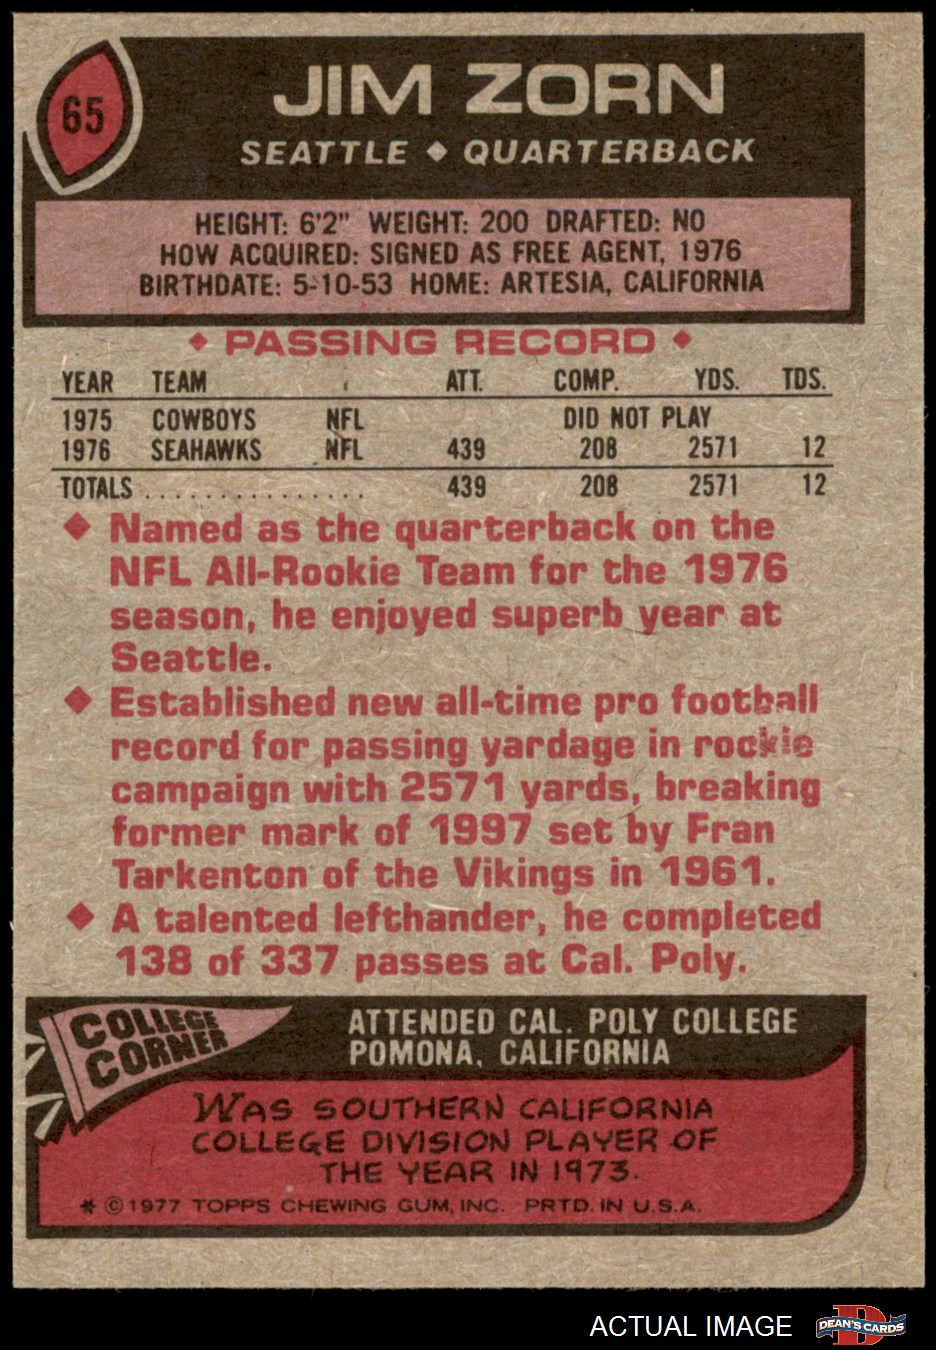 65
JIM ZORN
SEATTLE ◆ QUARTERBACK
HEIGHT: 6'2" WEIGHT: 200 DRAFTED: NO
HOW ACQUIRED: SIGNED AS FREE AGENT, 1976
BIRTHDATE: 5-10-53 HOME: ARTESIA, CALIFORNIA
◆ PASSING RECORD ◆
YEAR TEAM ATT. COMP. YDS. TDS.
1975 COWBOYS NFL DID NOT PLAY
1976 SEAHAWKS NFL 439 208 2571 12
TOTALS . . . . . . . . . . . . . . . 439 208 2571 12
◆ Named as the quarterback on the
NFL All-Rookie Team for the 1976
season, he enjoyed superb year at
Seattle.
◆ Established new all-time pro football
record for passing yardage in rookie
campaign with 2571 yards, breaking
former mark of 1997 set by Fran
Tarkenton of the Vikings in 1961.
◆ A talented lefthander, he completed
138 of 337 passes at Cal. Poly.
COLLEGE
CORNER
ATTENDED CAL. POLY COLLEGE
POMONA, CALIFORNIA
WAS SOUTHERN CALIFORNIA
COLLEGE DIVISION PLAYER OF
THE YEAR IN 1973.
* © 1977 TOPPS CHEWING GUM, INC. PRTD. IN U.S.A.
ACTUAL IMAGE
D
DEAN'S CARDS